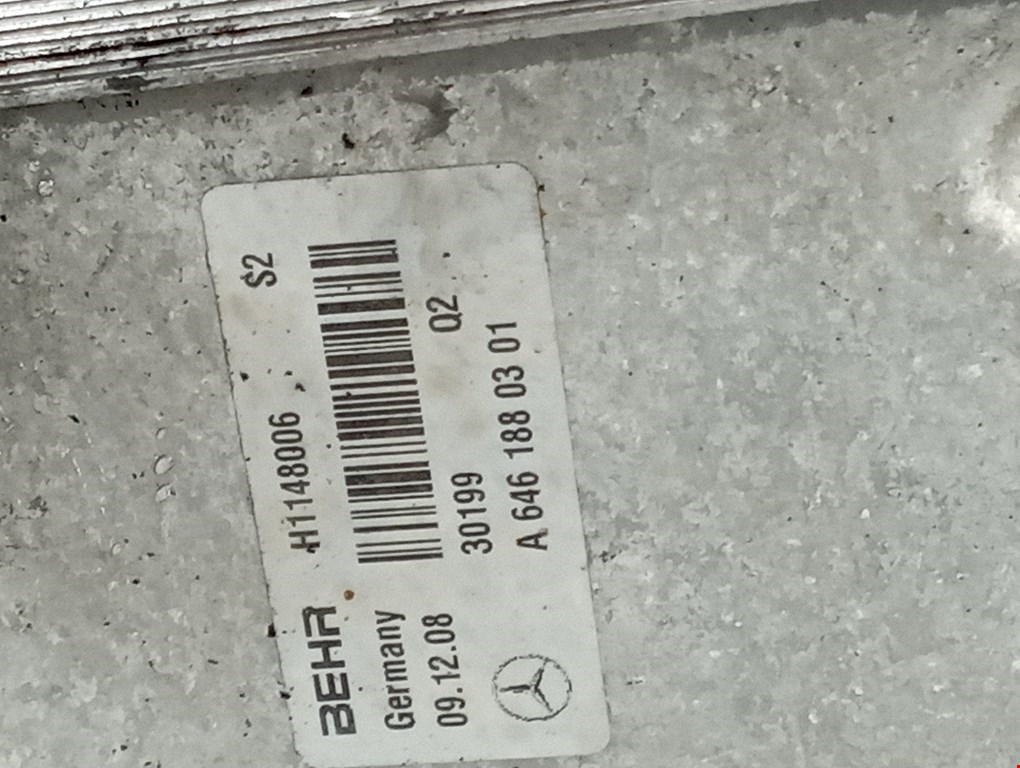 BEHR H1148006 S2
Germany
09.12.08 30199 Q2
A 646 188 03 01